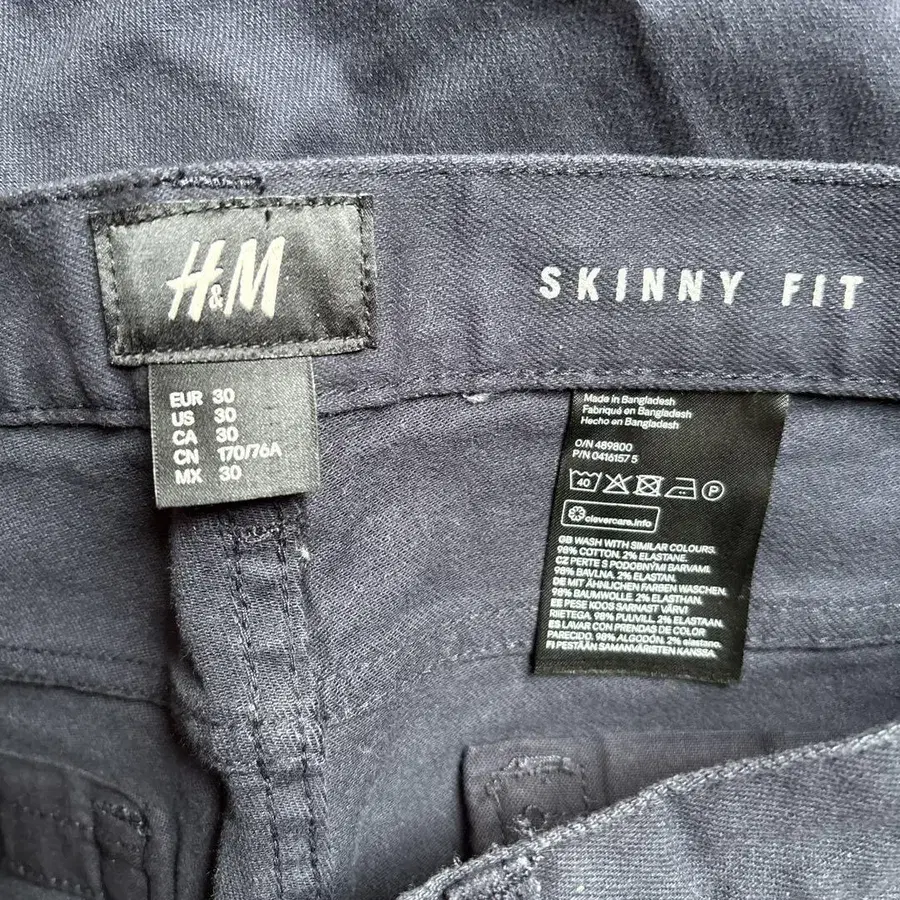 H&M
SKINNY FIT
EUR 30
US 30
CA 30
CN 170/76A
MX 30
Made in Bangladesh
Fabriqué en Bangladesh
Hecho en Bangladesh
O/N 489800
P/N 0416157 5
40
P
clevercare.info
GB WASH WITH SIMILAR COLOURS.
98% COTTON, 2% ELASTANE.
CZ PERTE S PODOBNÝMI BARVAMI.
98% BAVLNA, 2% ELASTAN.
DE MIT ÄHNLICHEN FARBEN WASCHEN.
98% BAUMWOLLE, 2% ELASTHAN.
EE PESE KOOS SARNAST VÄRVI
RIIETEGA. 98% PUUVILL, 2% ELASTAAN.
ES LAVAR CON PRENDAS DE COLOR
PARECIDO. 98% ALGODÓN, 2% elastano.
FI PESTÄÄN SAMANVÄRISTEN KANSSA.